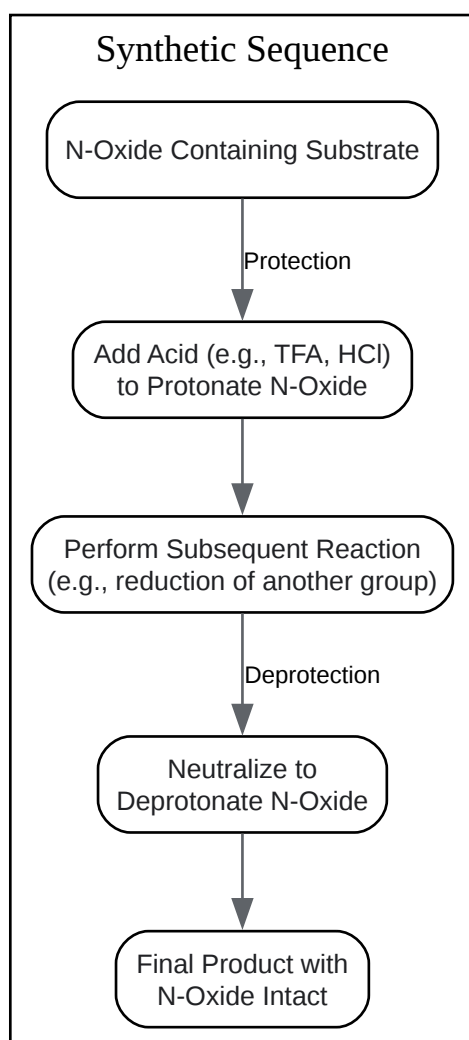 Synthetic Sequence
N-Oxide Containing Substrate
Protection
Add Acid (e.g., TFA, HCl)
to Protonate N-Oxide
Perform Subsequent Reaction
(e.g., reduction of another group)
Deprotection
Neutralize to
Deprotonate N-Oxide
Final Product with
N-Oxide Intact